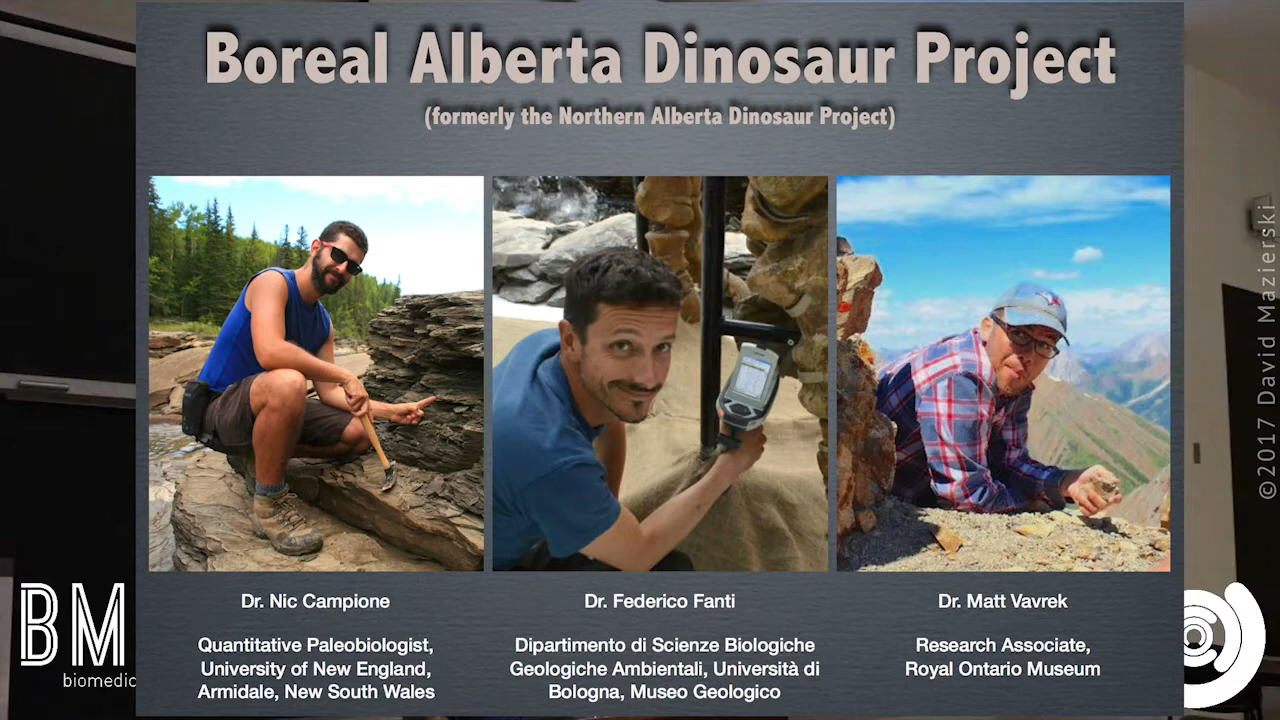 Boreal Alberta Dinosaur Project
(formerly the Northern Alberta Dinosaur Project)
Dr. Nic Campione
Quantitative Paleobiologist,
University of New England,
Armidale, New South Wales
Dr. Federico Fanti
Dipartimento di Scienze Biologiche
Geologiche Ambientali, Università di
Bologna, Museo Geologico
Dr. Matt Vavrek
Research Associate,
Royal Ontario Museum
BM
biomedic
©2017 David Mazierski